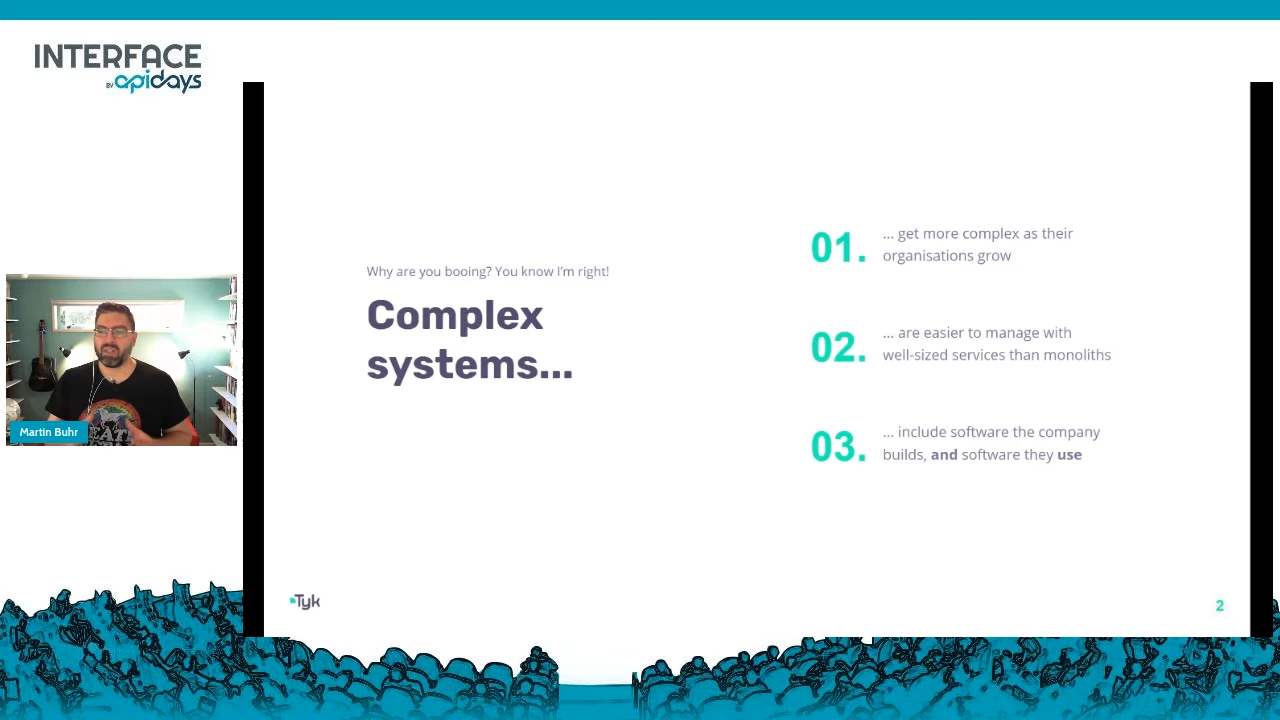 INTERFACE
BY apidays
Why are you booing? You know I'm right!
Complex
systems...
01.
... get more complex as their
organisations grow
02.
... are easier to manage with
well-sized services than monoliths
03.
... include software the company
builds, and software they use
Martin Buhr
Tyk
2